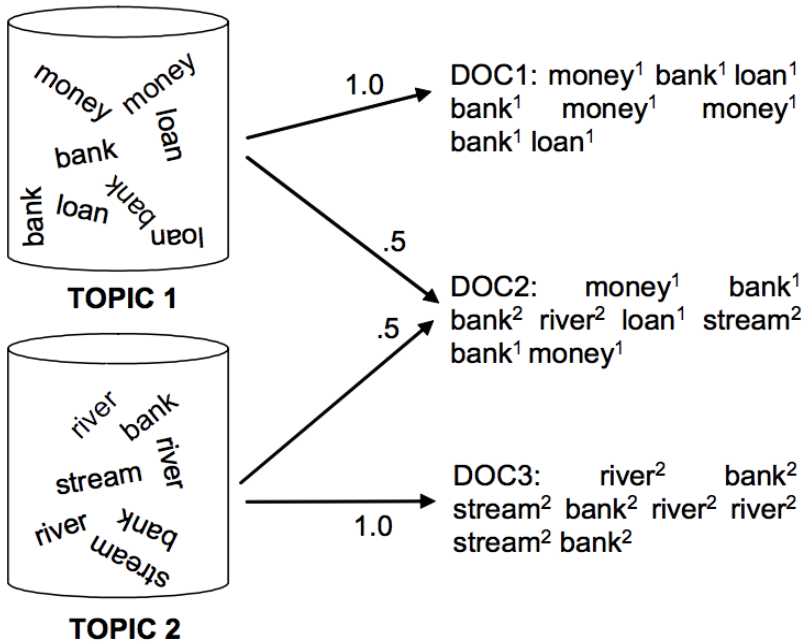 money money
loan
bank
bank
loan
bank
loan
TOPIC 1
1.0
.5
DOC1: money¹ bank¹ loan¹
bank¹ money¹ money¹
bank¹ loan¹
DOC2: money¹ bank¹
bank² river² loan¹ stream²
bank¹ money¹
river
bank
river
stream
river
bank
stream
TOPIC 2
.5
1.0
DOC3: river² bank²
stream² bank² river² river²
stream² bank²